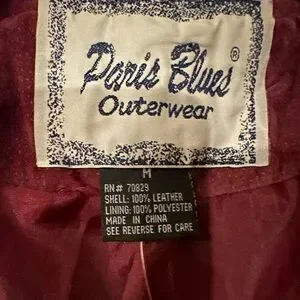 Paris Blues ®
Outerwear
M
RN# 70829
SHELL: 100% LEATHER
LINING: 100% POLYESTER
MADE IN CHINA
SEE REVERSE FOR CARE